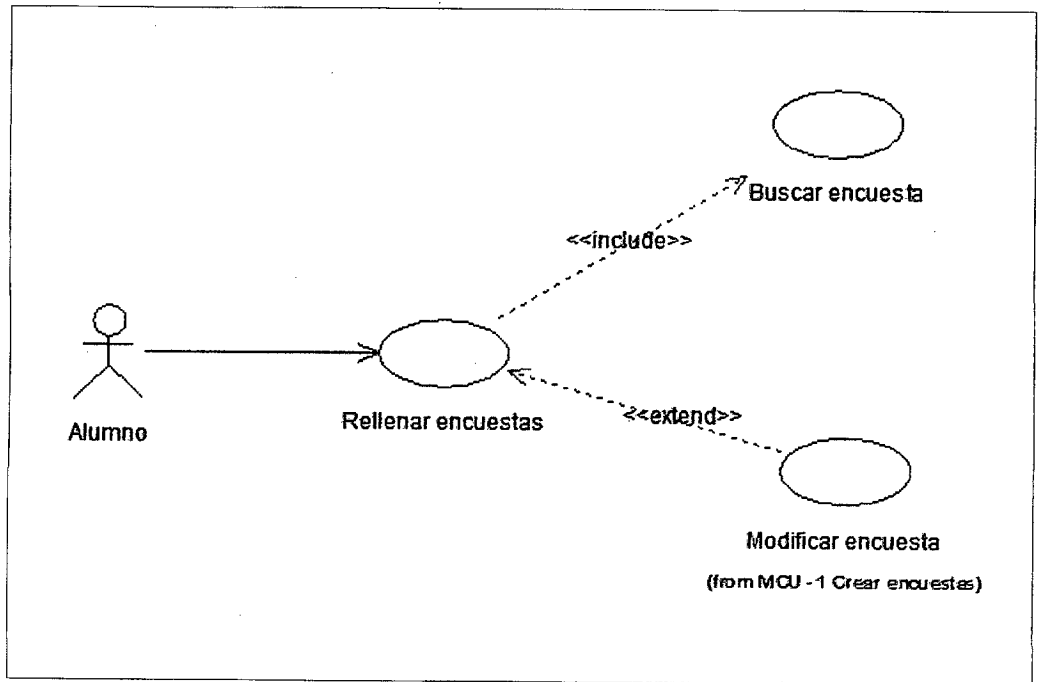 Buscar encuesta
<<include>>
Alumno
Rellenar encuestas
<<extend>>
Modificar encuesta
(from MCU -1 Crear encuestas)